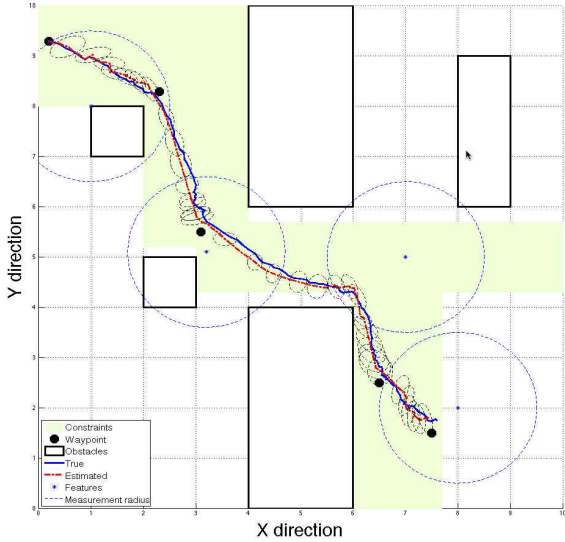 10
9
8
7
6
5
4
3
2
1
0
Y direction
Constraints
Waypoint
Obstacles
True
Estimated
Features
Measurement radius
0 1 2 3 4 5 6 7 8 9 10
X direction